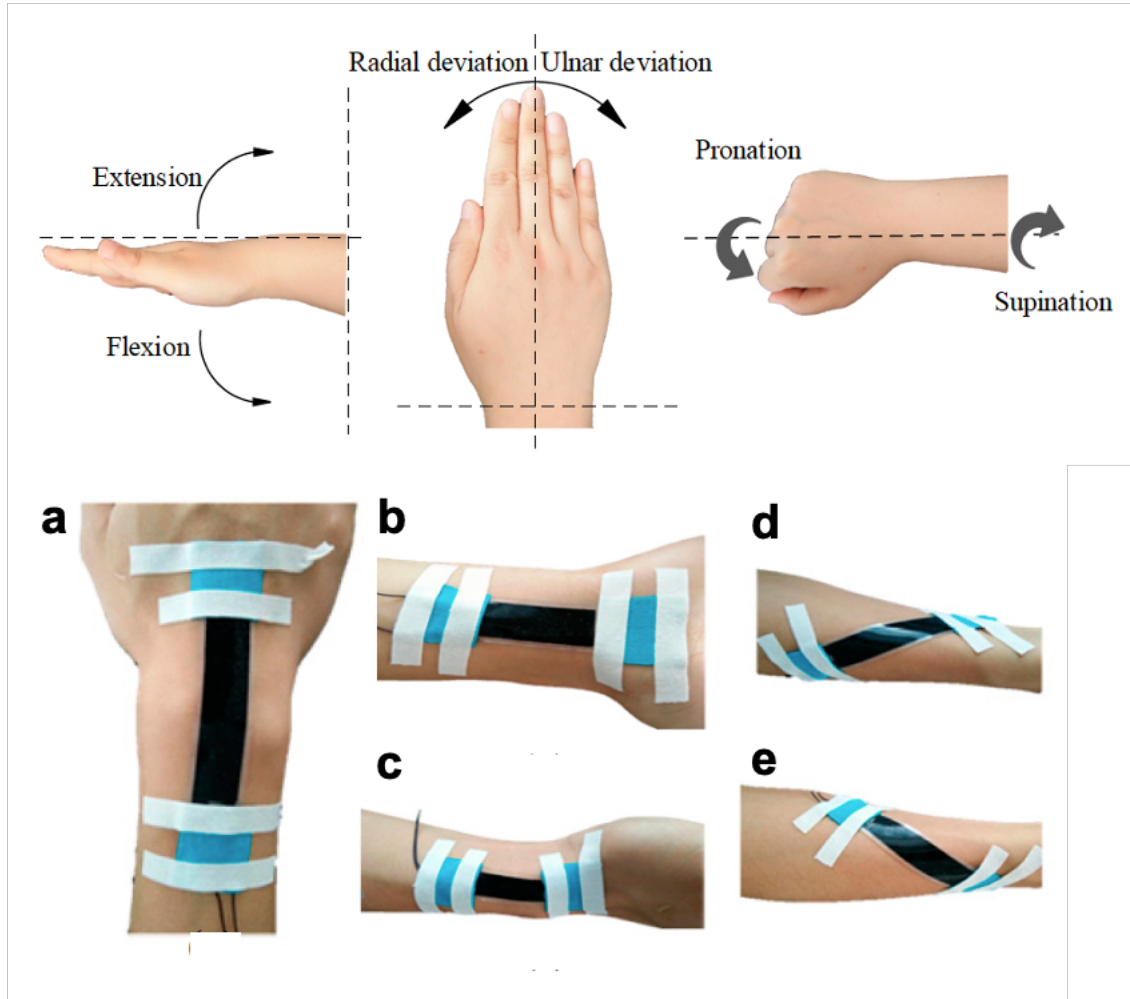 Radial deviation
Ulnar deviation
Extension
Flexion
Pronation
Supination
a
b
c
d
e